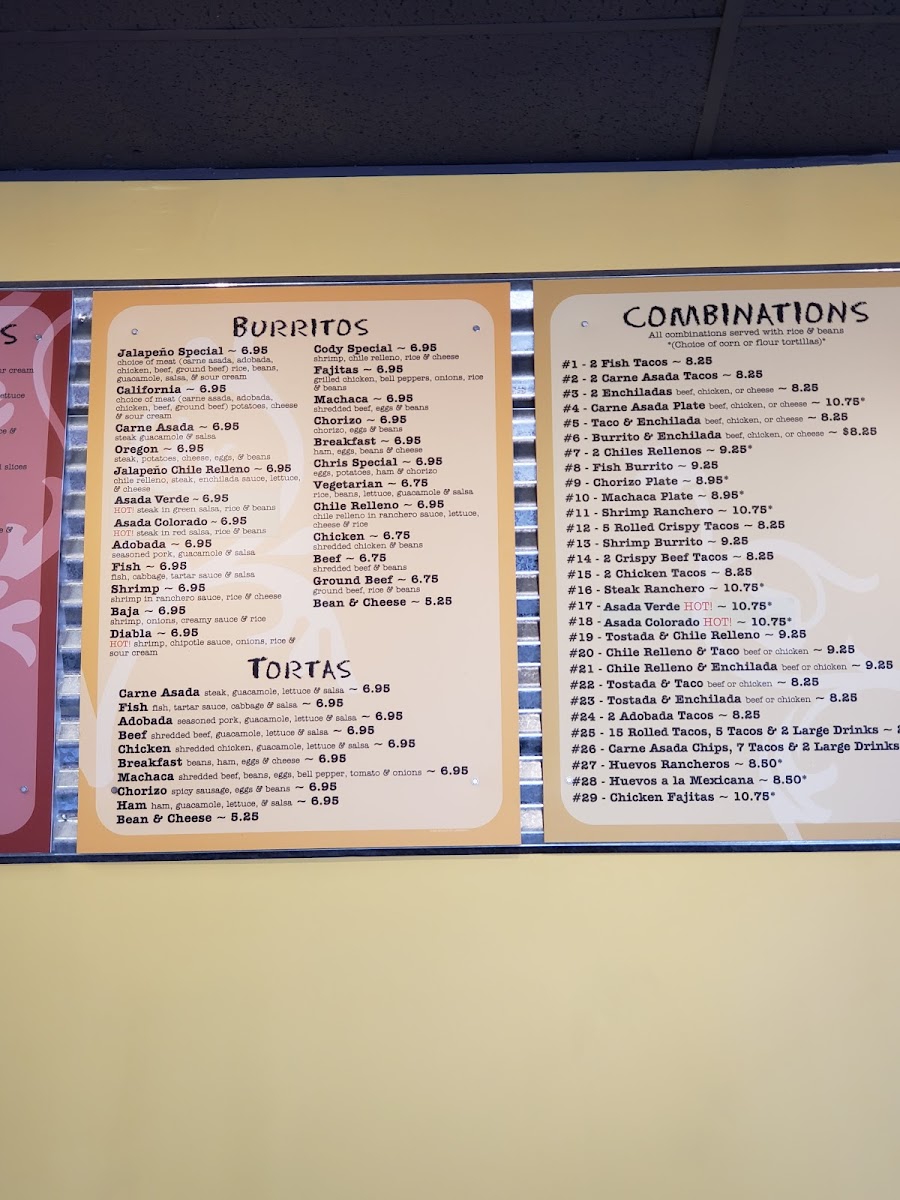 S
ur cream
ettuce
ce &
d slices
e &
BURRITOS
Jalapeño Special ~ 6.95
choice of meat (carne asada, adobada,
chicken, beef, ground beef) rice, beans,
guacamole, salsa, & sour cream
California ~ 6.95
choice of meat (carne asada, adobada,
chicken, beef, ground beef) potatoes, cheese
& sour cream
Carne Asada ~ 6.95
steak guacamole & salsa
Oregon ~ 6.95
steak, potatoes, cheese, eggs, & beans
Jalapeño Chile Relleno ~ 6.95
chile relleno, steak, enchilada sauce, lettuce,
& cheese
Asada Verde ~ 6.95
HOT! steak in green salsa, rice & beans
Asada Colorado ~ 6.95
HOT! steak in red salsa, rice & beans
Adobada ~ 6.95
seasoned pork, guacamole & salsa
Fish ~ 6.95
fish, cabbage, tartar sauce & salsa
Shrimp ~ 6.95
shrimp in ranchero sauce, rice & cheese
Baja ~ 6.95
shrimp, onions, creamy sauce & rice
Diabla ~ 6.95
HOT! shrimp, chipotle sauce, onions, rice &
sour cream
Cody Special ~ 6.95
shrimp, chile relleno, rice & cheese
Fajitas ~ 6.95
grilled chicken, bell peppers, onions, rice
& beans
Machaca ~ 6.95
shredded beef, eggs & beans
Chorizo ~ 6.95
chorizo, eggs & beans
Breakfast ~ 6.95
ham, eggs, beans & cheese
Chris Special ~ 6.95
eggs, potatoes, ham & chorizo
Vegetarian ~ 6.75
rice, beans, lettuce, guacamole & salsa
Chile Relleno ~ 6.95
chile relleno in ranchero sauce, lettuce,
cheese & rice
Chicken ~ 6.75
shredded chicken & beans
Beef ~ 6.75
shredded beef & beans
Ground Beef ~ 6.75
ground beef, rice & beans
Bean & Cheese ~ 5.25
TORTAS
Carne Asada steak, guacamole, lettuce & salsa ~ 6.95
Fish fish, tartar sauce, cabbage & salsa ~ 6.95
Adobada seasoned pork, guacamole, lettuce & salsa ~ 6.95
Beef shredded beef, guacamole, lettuce & salsa ~ 6.95
Chicken shredded chicken, guacamole, lettuce & salsa ~ 6.95
Breakfast beans, ham, eggs & cheese ~ 6.95
Machaca shredded beef, beans, eggs, bell pepper, tomato & onions ~ 6.95
Chorizo spicy sausage, eggs & beans ~ 6.95
Ham ham, guacamole, lettuce, & salsa ~ 6.95
Bean & Cheese ~ 5.25
COMBINATIONS
All combinations served with rice & beans
*(Choice of corn or flour tortillas)*
#1 - 2 Fish Tacos ~ 8.25
#2 - 2 Carne Asada Tacos ~ 8.25
#3 - 2 Enchiladas beef, chicken, or cheese ~ 8.25
#4 - Carne Asada Plate beef, chicken, or cheese ~ 10.75*
#5 - Taco & Enchilada beef, chicken, or cheese ~ 8.25
#6 - Burrito & Enchilada beef, chicken, or cheese ~ $8.25
#7 - 2 Chiles Rellenos ~ 9.25*
#8 - Fish Burrito ~ 9.25
#9 - Chorizo Plate ~ 8.95*
#10 - Machaca Plate ~ 8.95*
#11 - Shrimp Ranchero ~ 10.75*
#12 - 5 Rolled Crispy Tacos ~ 8.25
#13 - Shrimp Burrito ~ 9.25
#14 - 2 Crispy Beef Tacos ~ 8.25
#15 - 2 Chicken Tacos ~ 8.25
#16 - Steak Ranchero ~ 10.75*
#17 - Asada Verde HOT! ~ 10.75*
#18 - Asada Colorado HOT! ~ 10.75*
#19 - Tostada & Chile Relleno ~ 9.25
#20 - Chile Relleno & Taco beef or chicken ~ 9.25
#21 - Chile Relleno & Enchilada beef or chicken ~ 9.25
#22 - Tostada & Taco beef or chicken ~ 8.25
#23 - Tostada & Enchilada beef or chicken ~ 8.25
#24 - 2 Adobada Tacos ~ 8.25
#25 - 15 Rolled Tacos, 5 Tacos & 2 Large Drinks ~
#26 - Carne Asada Chips, 7 Tacos & 2 Large Drinks
#27 - Huevos Rancheros ~ 8.50*
#28 - Huevos a la Mexicana ~ 8.50*
#29 - Chicken Fajitas ~ 10.75*